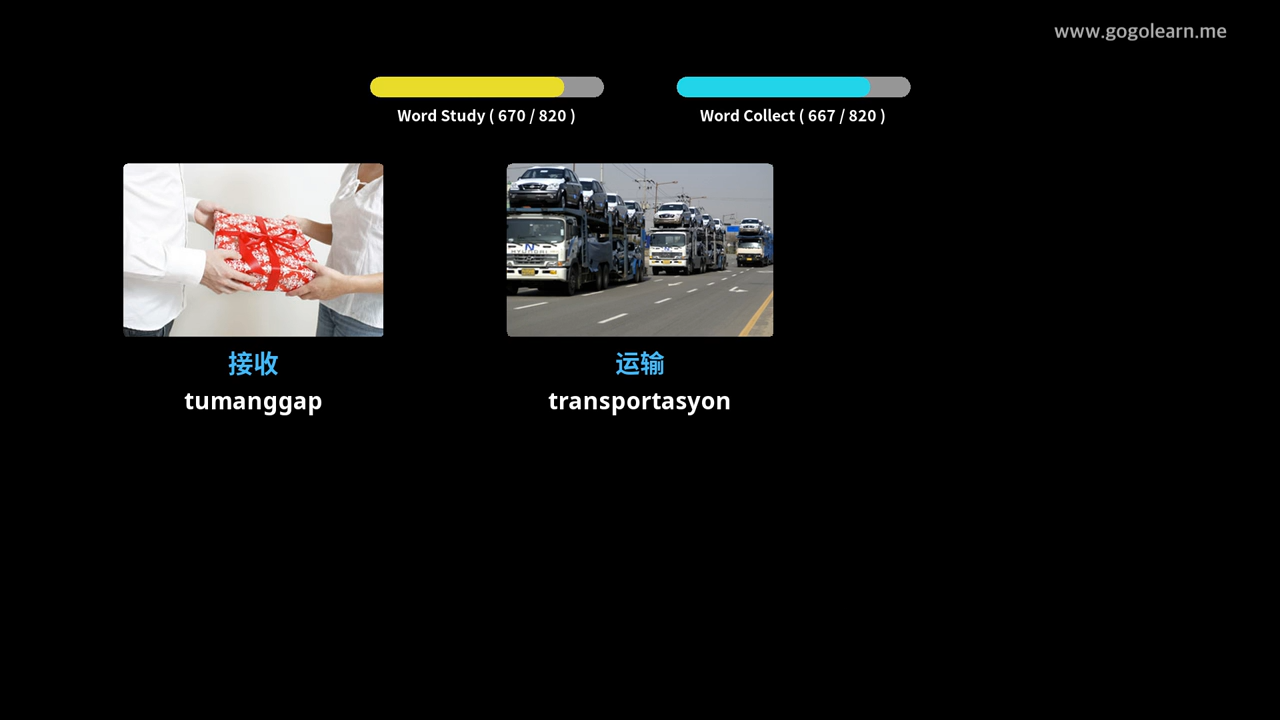 www.gogolearn.me
Word Study ( 670 / 820 )
Word Collect ( 667 / 820 )
接收
tumanggap
运输
transportasyon